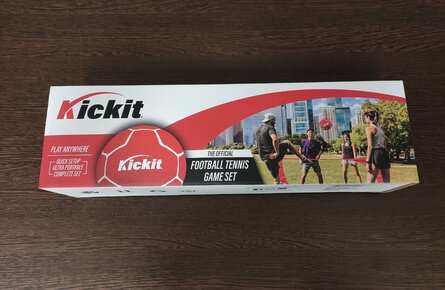 Kickit
PLAY ANYWHERE
QUICK SETUP
ULTRA PORTABLE
COMPLETE SET
Kickit
THE OFFICIAL
FOOTBALL TENNIS
GAME SET